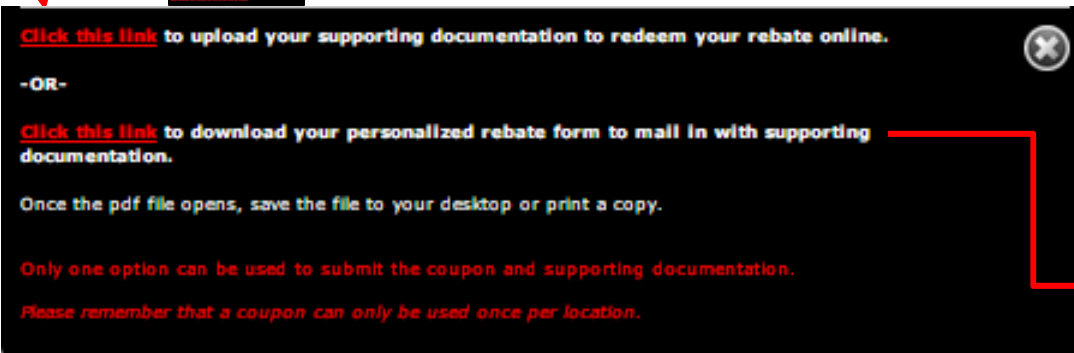 Click this link to upload your supporting documentation to redeem your rebate online.
-OR-
Click this link to download your personalized rebate form to mail in with supporting
documentation.
Once the pdf file opens, save the file to your desktop or print a copy.
Only one option can be used to submit the coupon and supporting documentation.
Please remember that a coupon can only be used once per location.